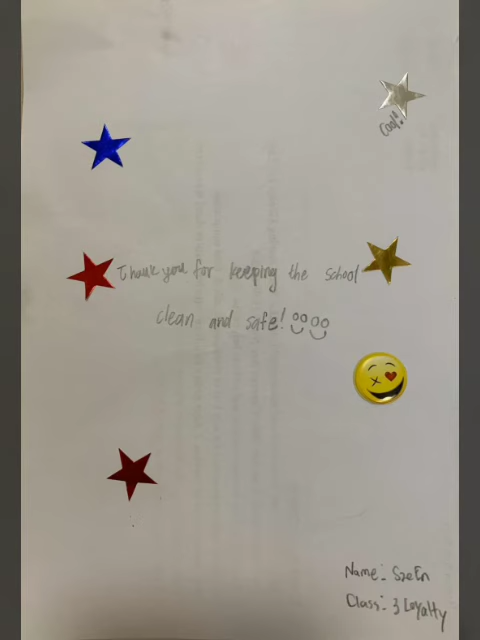 Cool!
Thank you for keeping the school
clean and safe!
Name: SzeEn
Class: 3 Loyalty